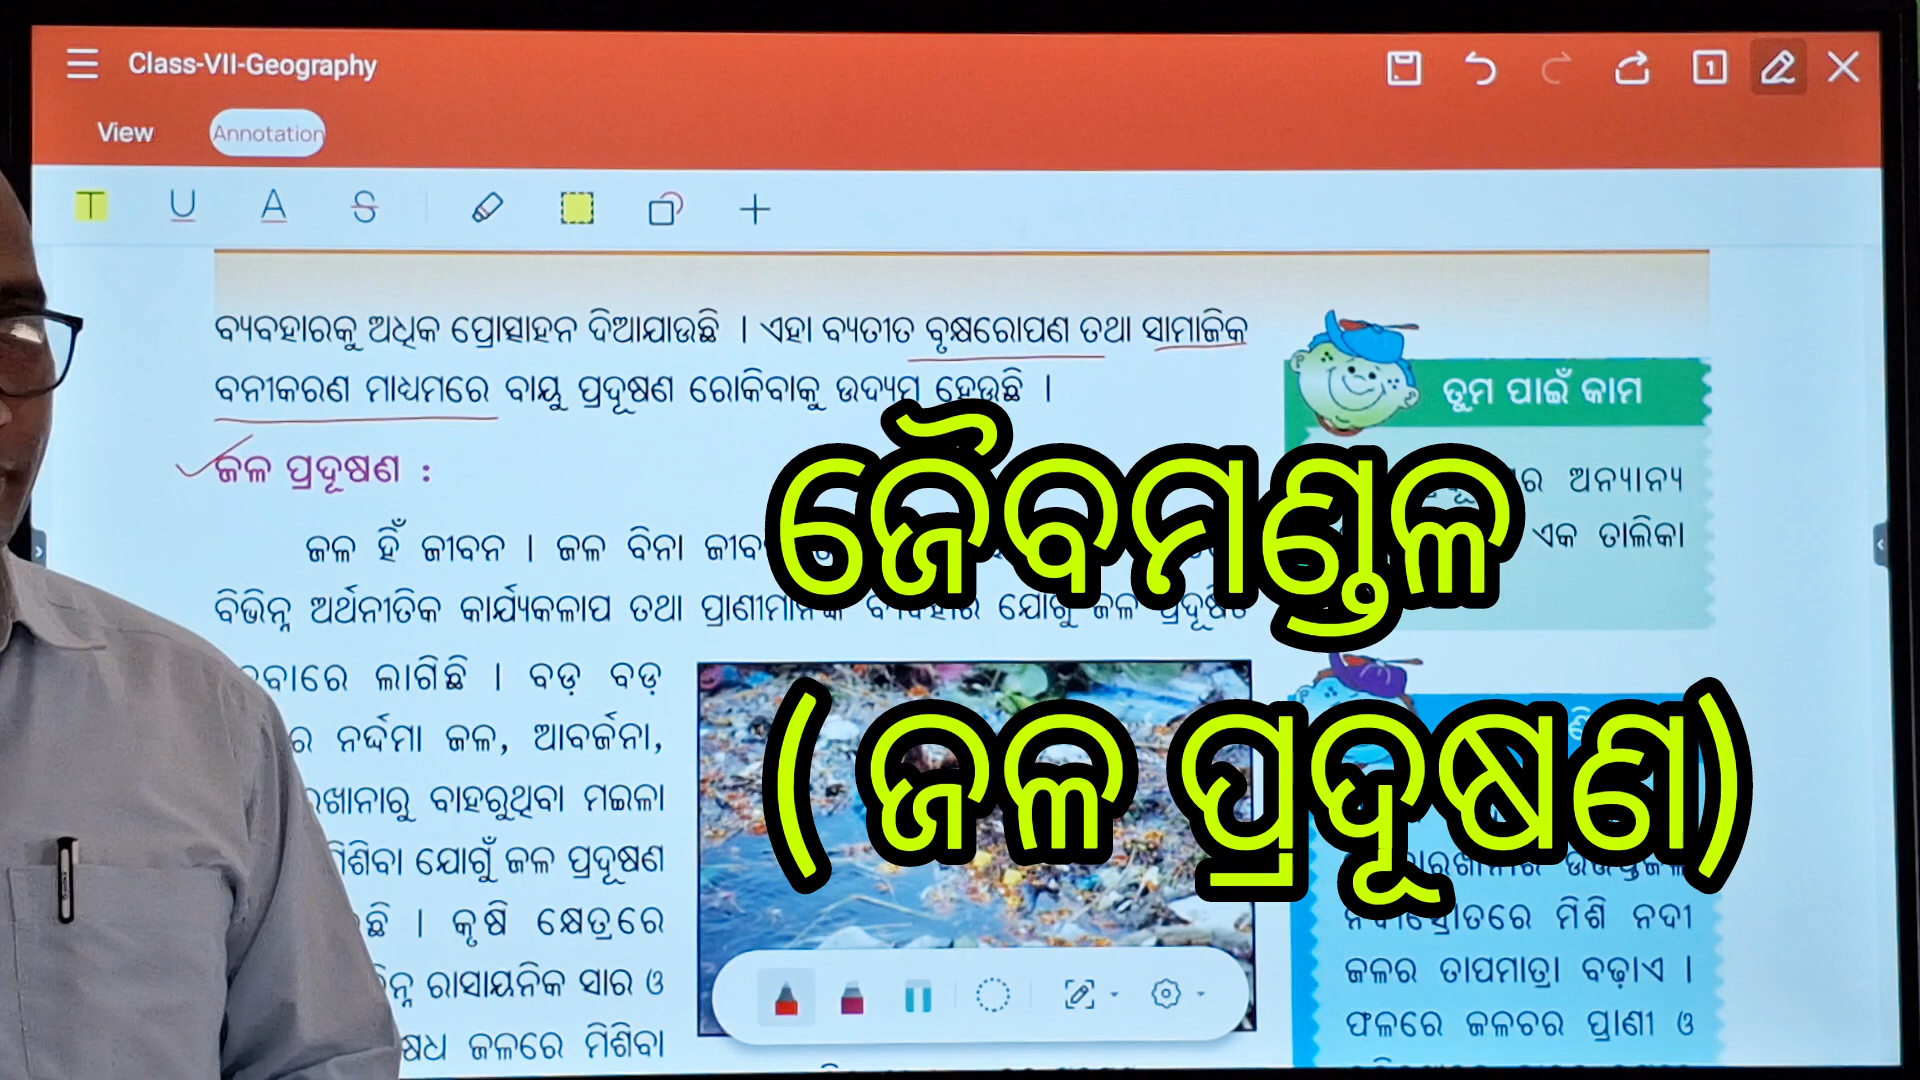 Class-VII-Geography
View Annotation
ବ୍ୟବହାରକୁ ଅଧିକ ପ୍ରୋତ୍ସାହନ ଦିଆଯାଉଛି । ଏହା ବ୍ୟତୀତ ବୃକ୍ଷରୋପଣ ତଥା ସାମାଜିକ
ବନୀକରଣ ମାଧ୍ୟମରେ ବାୟୁ ପ୍ରଦୂଷଣ ରୋକିବାକୁ ଉଦ୍ୟମ ହେଉଛି ।
ଜଳ ପ୍ରଦୂଷଣ :
ଜଳ ହିଁ ଜୀବନ । ଜଳ ବିନା
ବିଭିନ୍ନ ଅର୍ଥନୀତିକ କାର୍ଯ୍ୟକଳାପ ତଥା ପ୍ରାଣୀମାନଙ୍କ ବ୍ୟବହାର ଯୋଗୁଁ ଜଳ ପ୍ରଦୂଷିତ
ଲାଗିଛି । ବଡ଼ ବଡ଼
ନର୍ଦ୍ଦମା ଜଳ, ଆବର୍ଜନା,
ବାହାରୁଥିବା ମଇଳା
ମିଶିବା ଯୋଗୁଁ ଜଳ ପ୍ରଦୂଷଣ
। କୃଷି କ୍ଷେତ୍ରରେ
ରାସାୟନିକ ସାର ଓ
ଜଳରେ ମିଶିବା
ତୁମ ପାଇଁ କାମ
ଅନ୍ୟାନ୍ୟ
ଏକ ତାଲିକା
ନଦୀସ୍ରୋତରେ ମିଶି ନଦୀ
ଜଳର ତାପମାତ୍ରା ବଢ଼ାଏ ।
ଫଳରେ ଜଳଚର ପ୍ରାଣୀ ଓ
ଜୈବମଣ୍ଡଳ
( ଜଳ ପ୍ରଦୂଷଣ)